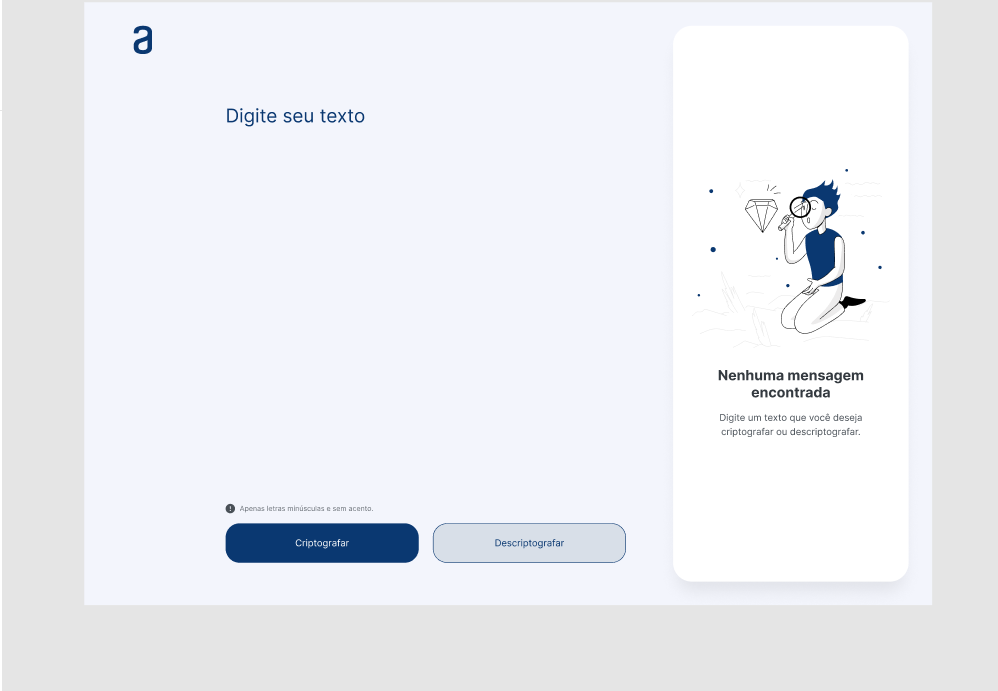 a
Digite seu texto
Nenhuma mensagem
encontrada
Digite um texto que você deseja
criptografar ou descriptografar.
Apenas letras minúsculas e sem acento.
Criptografar
Descriptografar